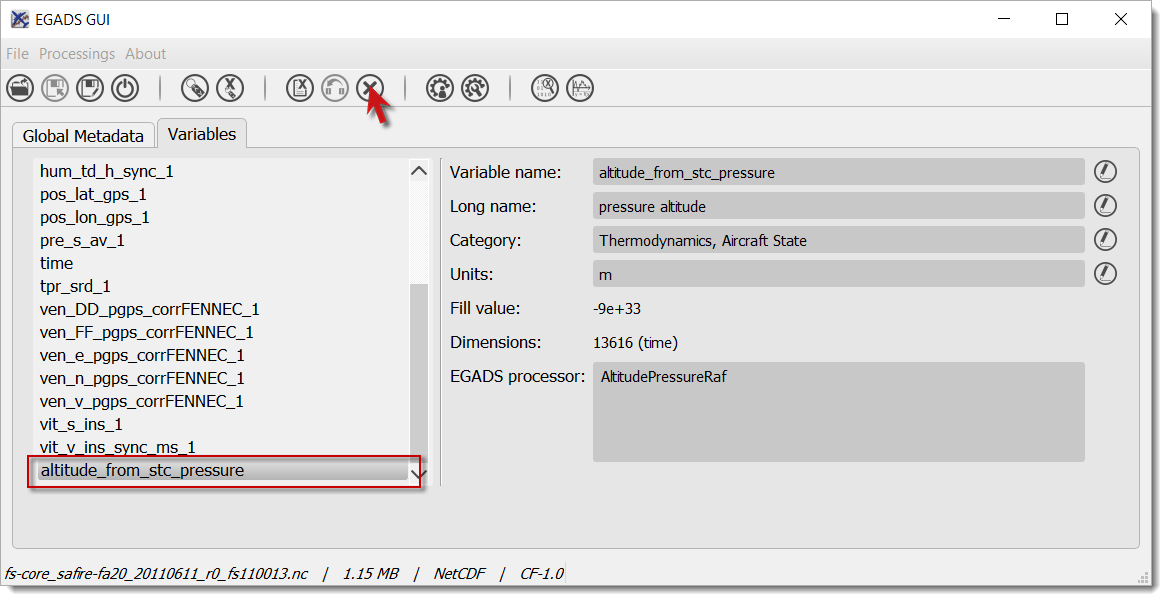 EGADS GUI
File Processings About
Global Metadata Variables
hum_td_h_sync_1
pos_lat_gps_1
pos_lon_gps_1
pre_s_av_1
time
tpr_srd_1
ven_DD_pgps_corrFENNEC_1
ven_FF_pgps_corrFENNEC_1
ven_e_pgps_corrFENNEC_1
ven_n_pgps_corrFENNEC_1
ven_v_pgps_corrFENNEC_1
vit_s_ins_1
vit_v_ins_sync_ms_1
altitude_from_stc_pressure
Variable name: altitude_from_stc_pressure
Long name: pressure altitude
Category: Thermodynamics, Aircraft State
Units: m
Fill value: -9e+33
Dimensions: 13616 (time)
EGADS processor: AltitudePressureRaf
fs-core_safire-fa20_20110611_r0_fs110013.nc | 1.15 MB | NetCDF | CF-1.0